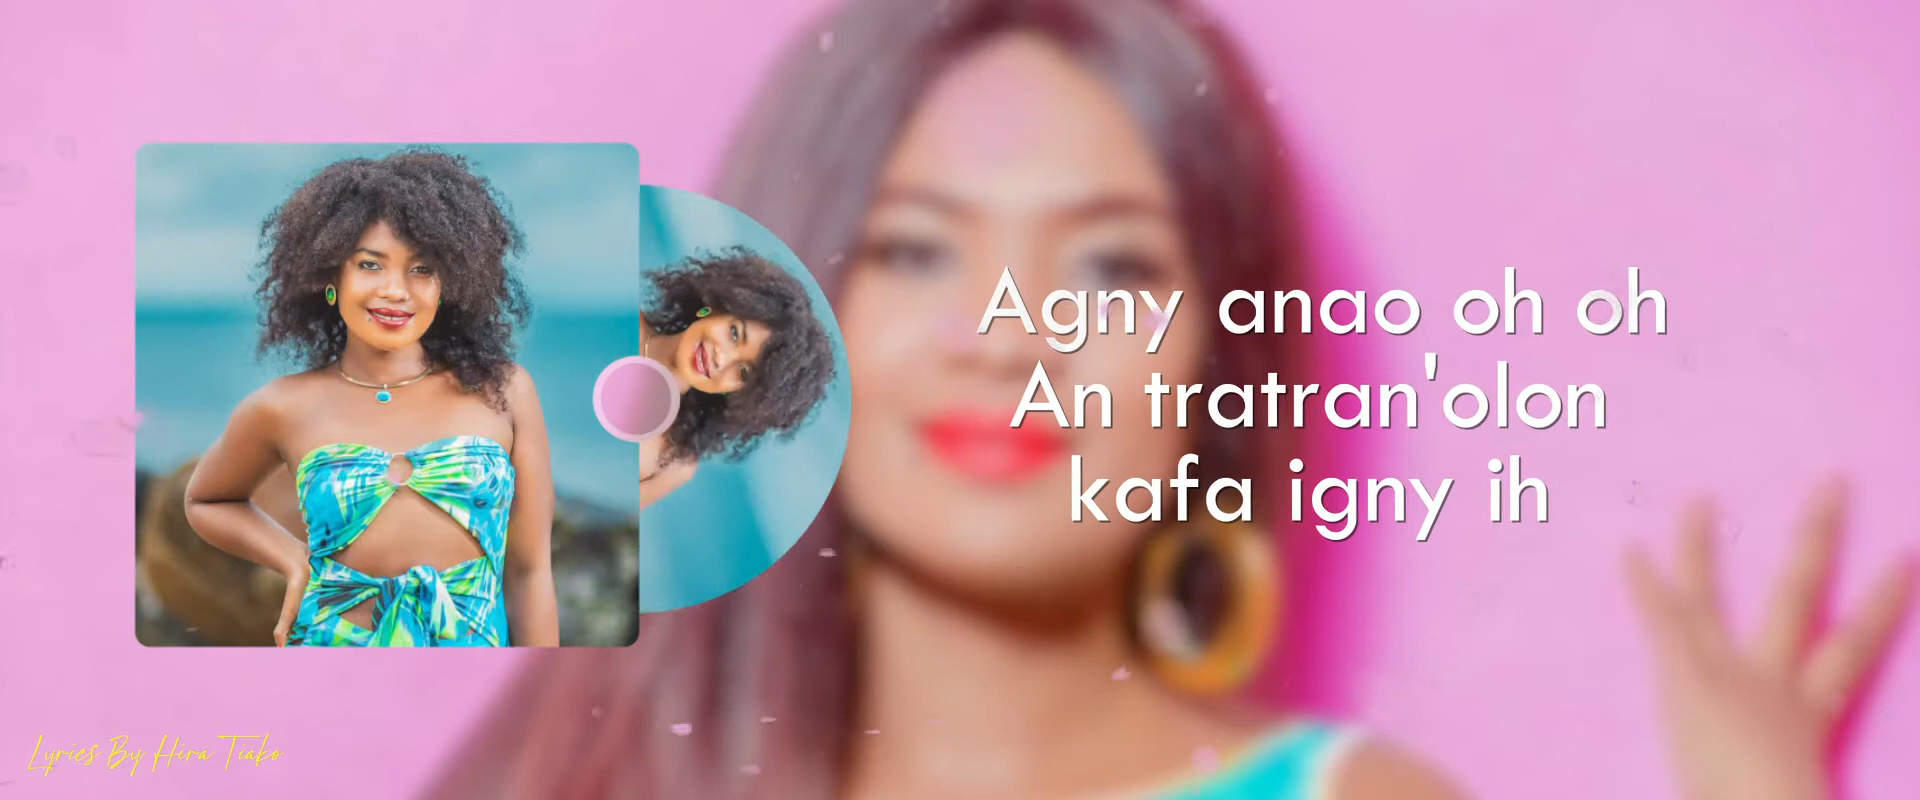 Agny anao oh oh
An tratran'olon
kafa igny ih
Lyrics By Hira Tiako